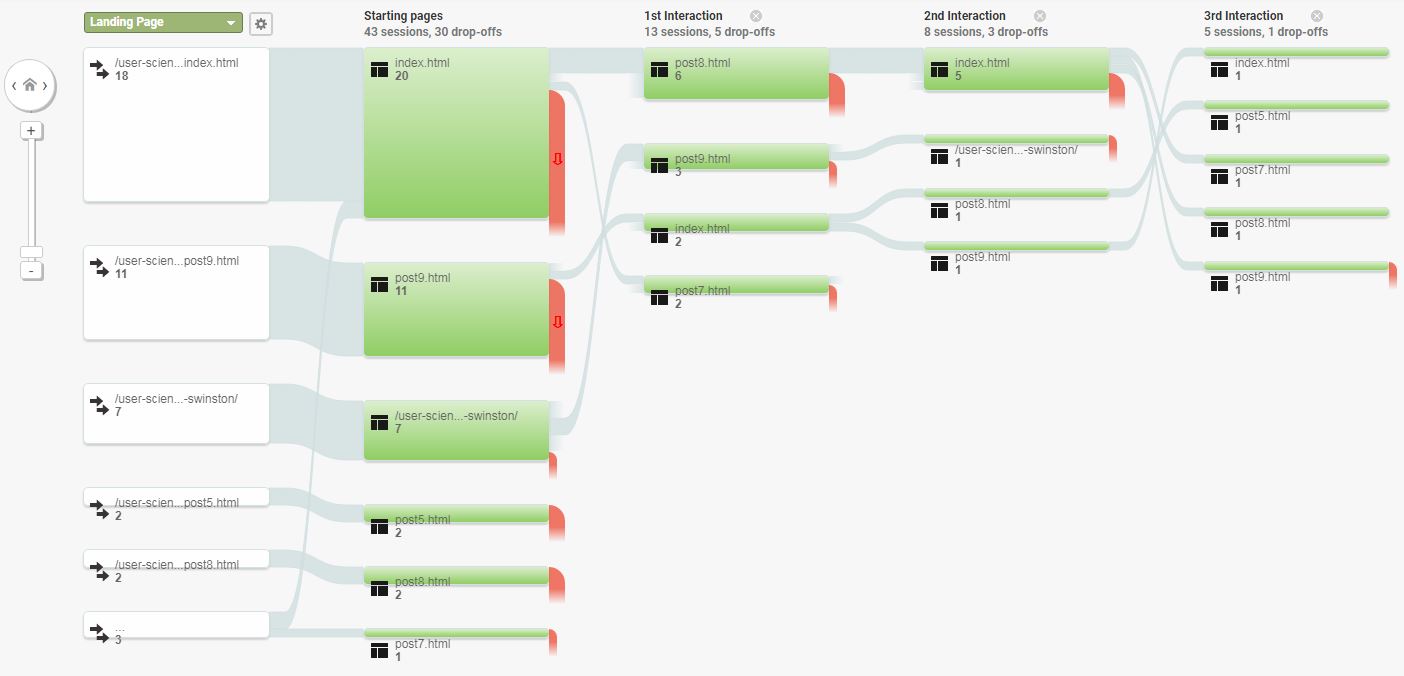 Landing Page
/user-scien...index.html
18
/user-scien...post9.html
11
/user-scien...-swinston/
7
/user-scien...post5.html
2
/user-scien...post8.html
2
...
3
+
-
Starting pages
43 sessions, 30 drop-offs
index.html
20
post9.html
11
/user-scien...-swinston/
7
post5.html
2
post8.html
2
post7.html
1
1st Interaction
13 sessions, 5 drop-offs
post8.html
6
post9.html
3
index.html
2
post7.html
2
2nd Interaction
8 sessions, 3 drop-offs
index.html
5
/user-scien...-swinston/
1
post8.html
1
post9.html
1
3rd Interaction
5 sessions, 1 drop-offs
index.html
1
post5.html
1
post7.html
1
post8.html
1
post9.html
1